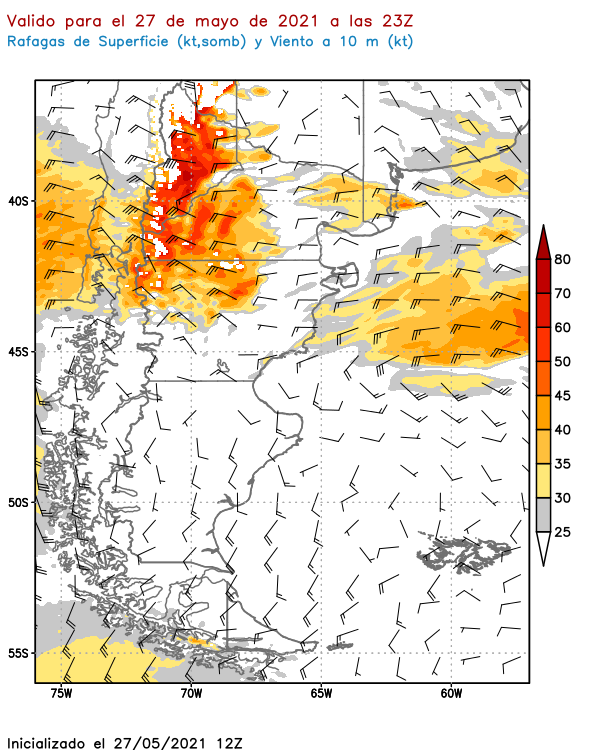 Valido para el 27 de mayo de 2021 a las 23Z
Rafagas de Superficie (kt,somb) y Viento a 10 m (kt)
40S
45S
50S
55S
75W 70W 65W 60W
80
70
60
50
45
40
35
30
25
Inicializado el 27/05/2021 12Z